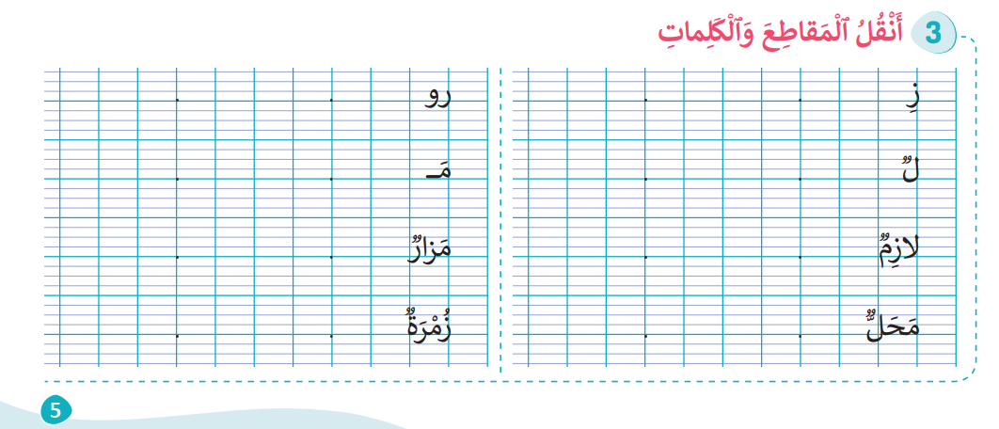 3 أَنْقُلُ ٱلْمَقاطِعَ وَٱلْكَلِماتِ
زِ
لٌ
لازِمٌ
مَحَلٌّ
رو
مَـ
مَزارٌ
زُمْرَةٌ
5